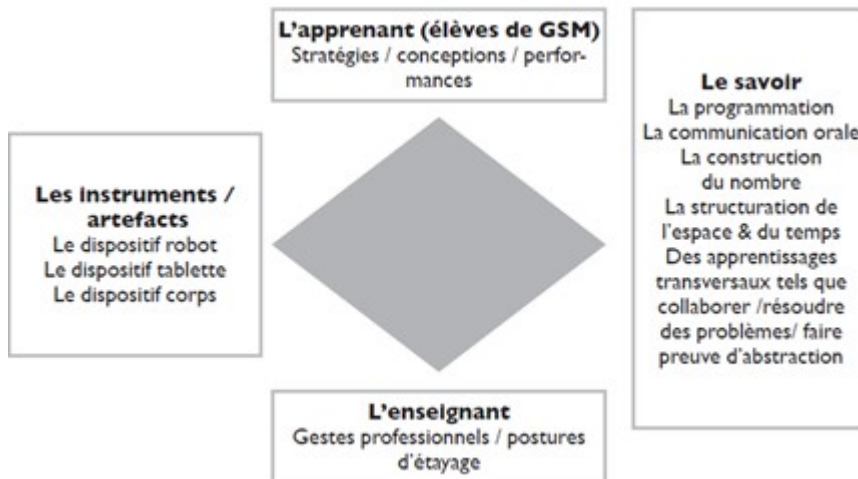 L'apprenant (élèves de GSM)
Stratégies / conceptions / perfor-
mances
Les instruments /
artefacts
Le dispositif robot
Le dispositif tablette
Le dispositif corps
Le savoir
La programmation
La communication orale
La construction
du nombre
La structuration de
l'espace & du temps
Des apprentissages
transversaux tels que
collaborer /résoudre
des problèmes/ faire
preuve d'abstraction
L'enseignant
Gestes professionnels / postures
d'étayage